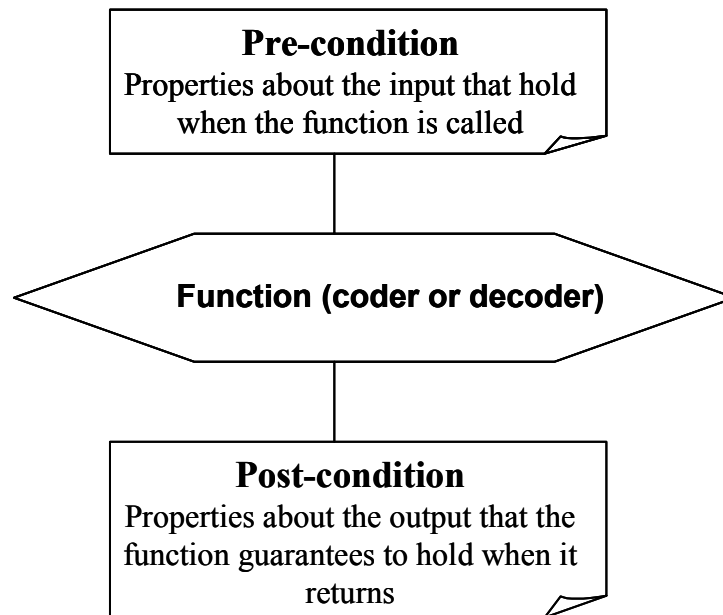 Pre-condition
Properties about the input that hold
when the function is called
Function (coder or decoder)
Post-condition
Properties about the output that the
function guarantees to hold when it
returns